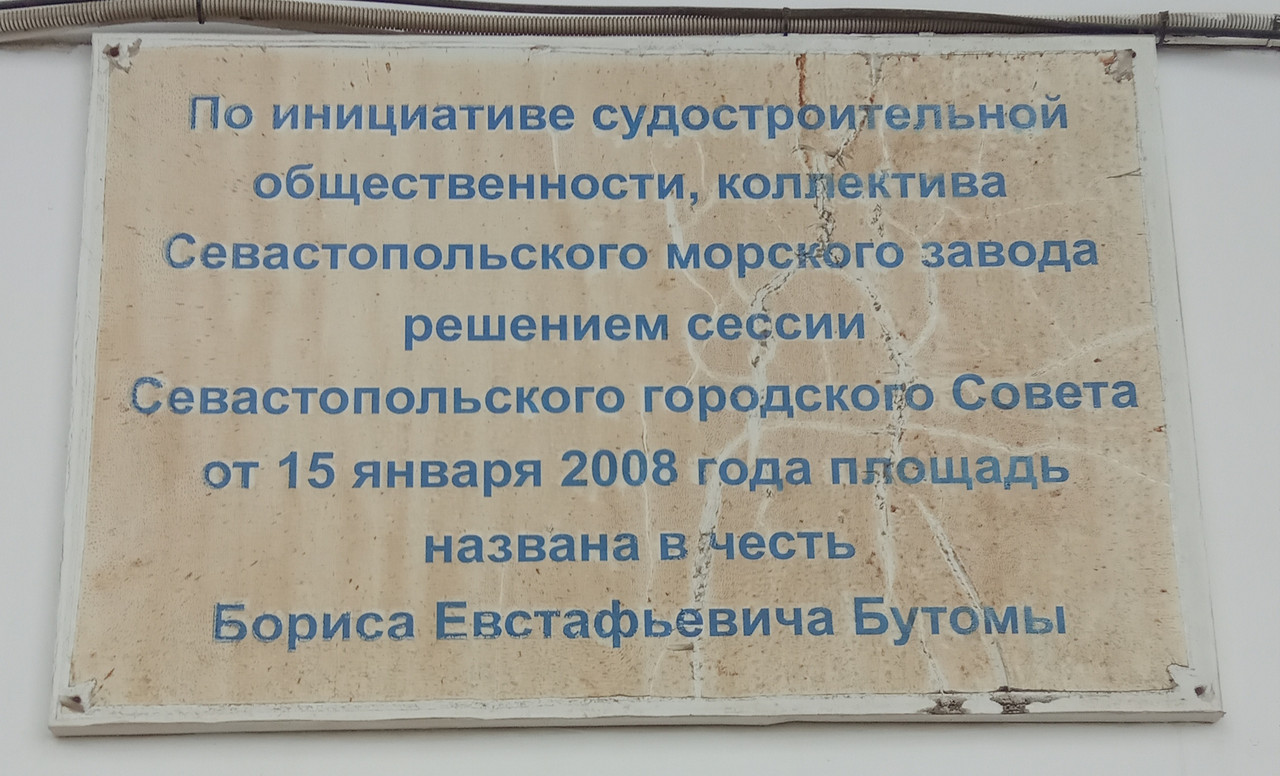 По инициативе судостроительной
общественности, коллектива
Севастопольского морского завода
решением сессии
Севастопольского городского Совета
от 15 января 2008 года площадь
названа в честь
Бориса Евстафьевича Бутомы